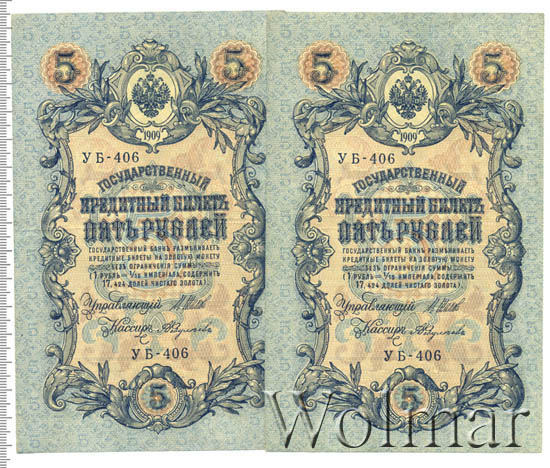 5 5
1909
УБ-406
ГОСУДАРСТВЕННЫЙ
КРЕДИТНЫЙ БИЛЕТЪ
ПЯТЬ РУБЛЕЙ
ГОСУДАРСТВЕННЫЙ БАНКЪ РАЗМѢНИВАЕТЪ
КРЕДИТНЫЕ БИЛЕТЫ НА ЗОЛОТУЮ МОНЕТУ
БЕЗЪ ОГРАНИЧЕНІЯ СУММЫ
(1 РУБЛЬ = 1/15 ИМПЕРІАЛА, СОДЕРЖИТЪ
17,424 ДОЛЕЙ ЧИСТАГО ЗОЛОТА)
Управляющій
Кассиръ
УБ-406
5
5 5
1909
УБ-406
ГОСУДАРСТВЕННЫЙ
КРЕДИТНЫЙ БИЛЕТЪ
ПЯТЬ РУБЛЕЙ
ГОСУДАРСТВЕННЫЙ БАНКЪ РАЗМѢНИВАЕТЪ
КРЕДИТНЫЕ БИЛЕТЫ НА ЗОЛОТУЮ МОНЕТУ
БЕЗЪ ОГРАНИЧЕНІЯ СУММЫ
(1 РУБЛЬ = 1/15 ИМПЕРІАЛА, СОДЕРЖИТЪ
17,424 ДОЛЕЙ ЧИСТАГО ЗОЛОТА)
Управляющій
Кассиръ
УБ-406
5
Wolmar